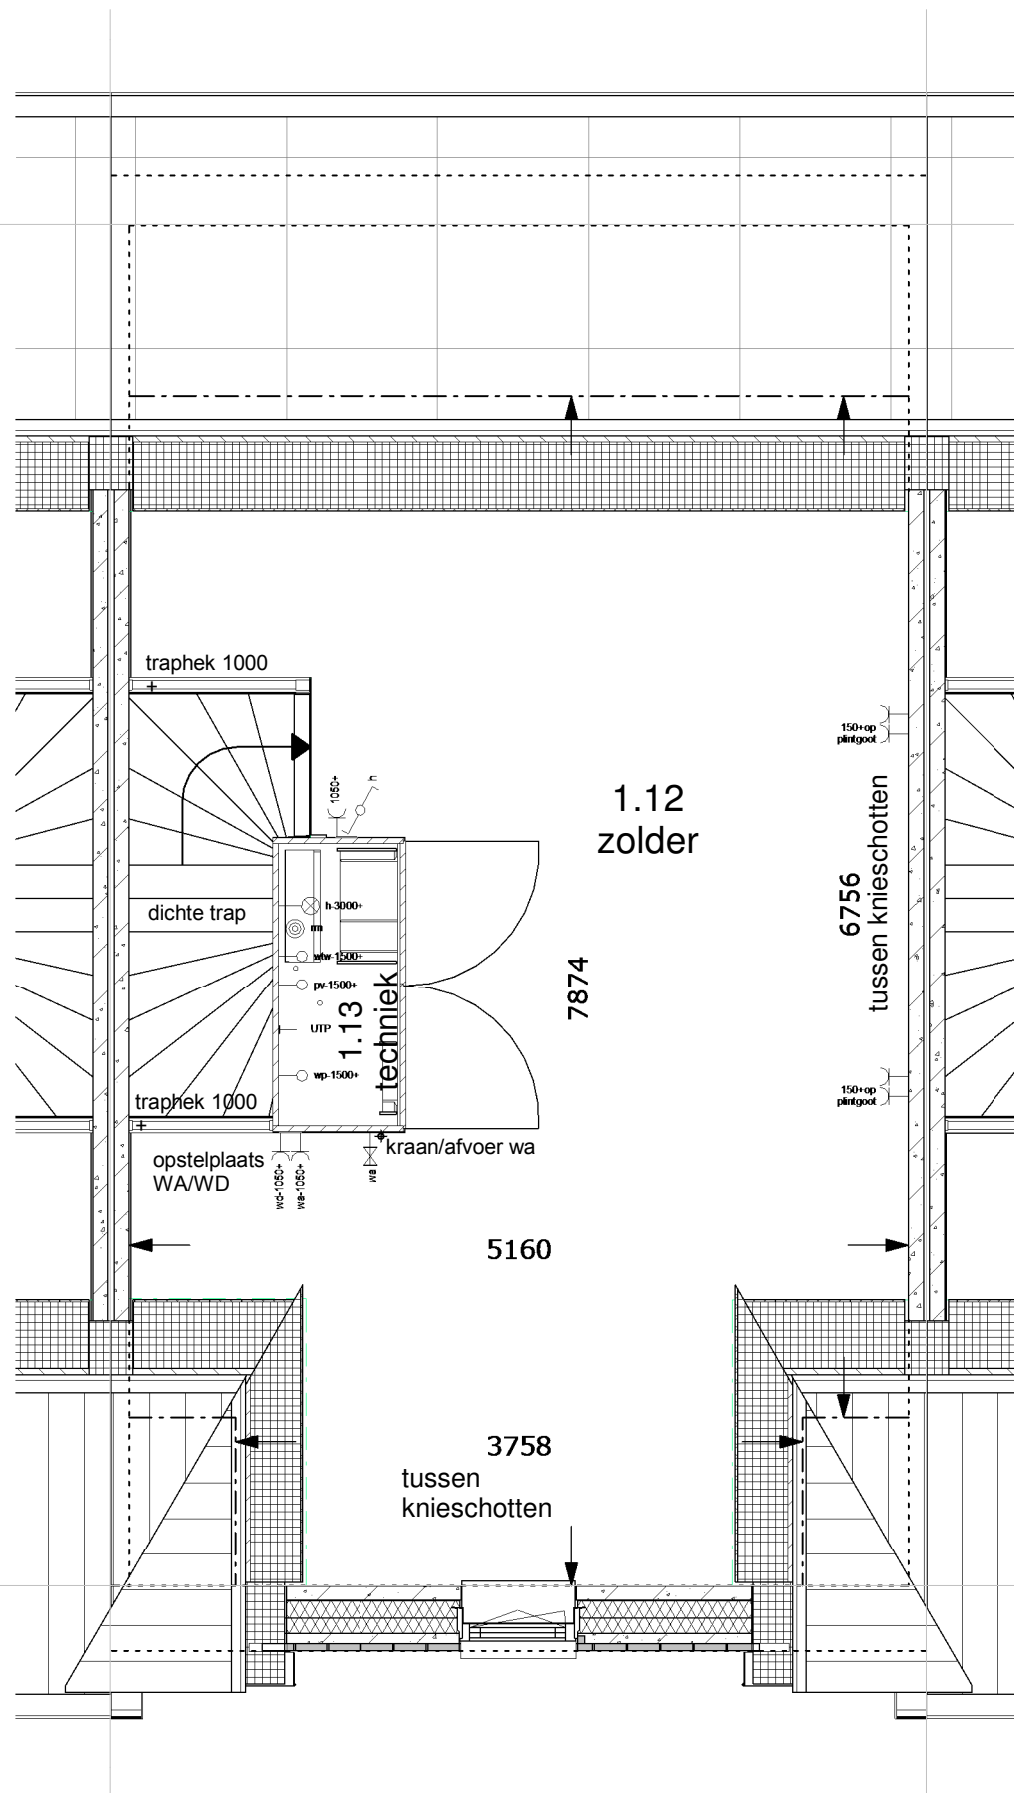 traphek 1000
150+op
plintgoot
1050+
h
1.12
zolder
6756
tussen knieschotten
dichte trap
h-3000+
rm
wtw-1500+
pv-1500+
UTP
wp-1500+
1.13
techniek
7874
150+op
plintgoot
traphek 1000
kraan/afvoer wa
opstelplaats
WA/WD
wd-1050+
wa-1050+
wa
5160
3758
tussen
knieschotten